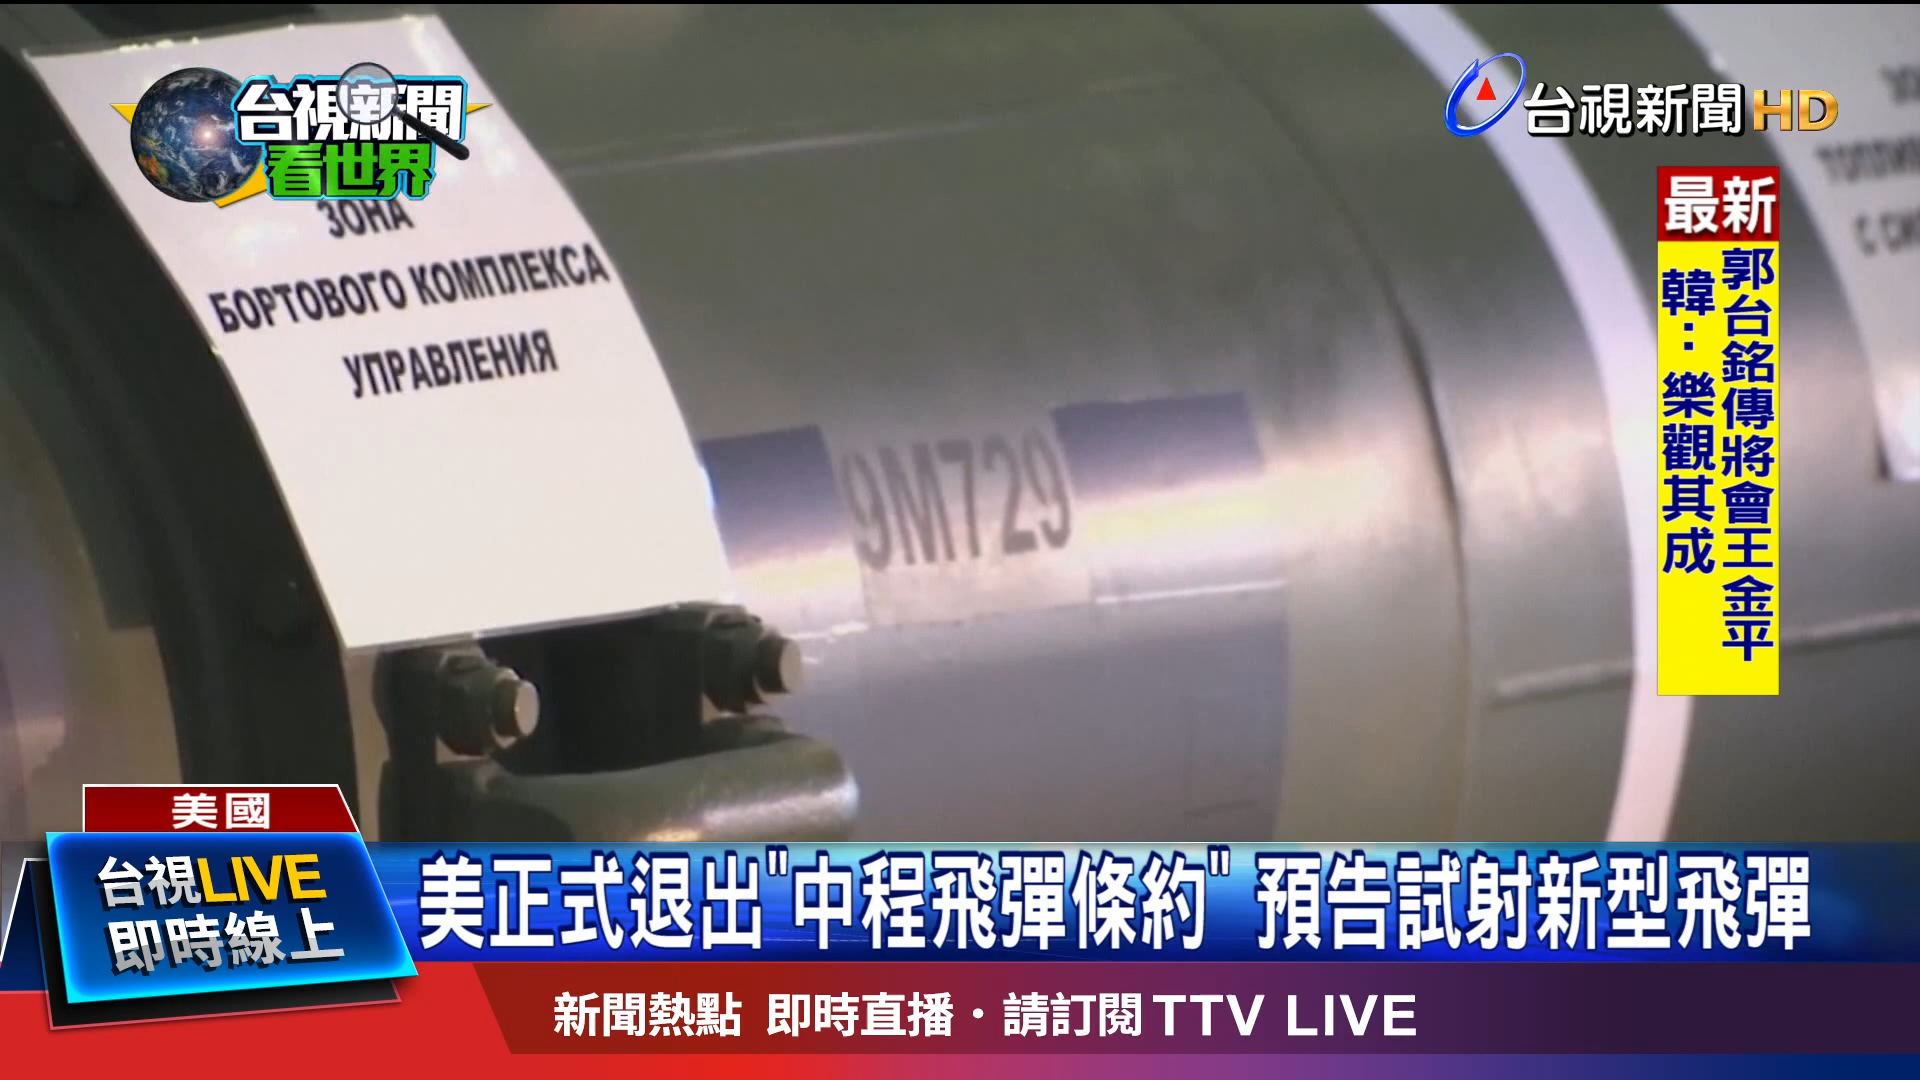 台視新聞
看世界
台視新聞HD
ЗОНА
БОРТОВОГО КОМПЛЕКСА
УПРАВЛЕНИЯ
9М729
最新
郭台銘傳將會王金平
韓：樂觀其成
美國
台視LIVE
即時線上
美正式退出"中程飛彈條約" 預告試射新型飛彈
新聞熱點 即時直播・請訂閱TTV LIVE